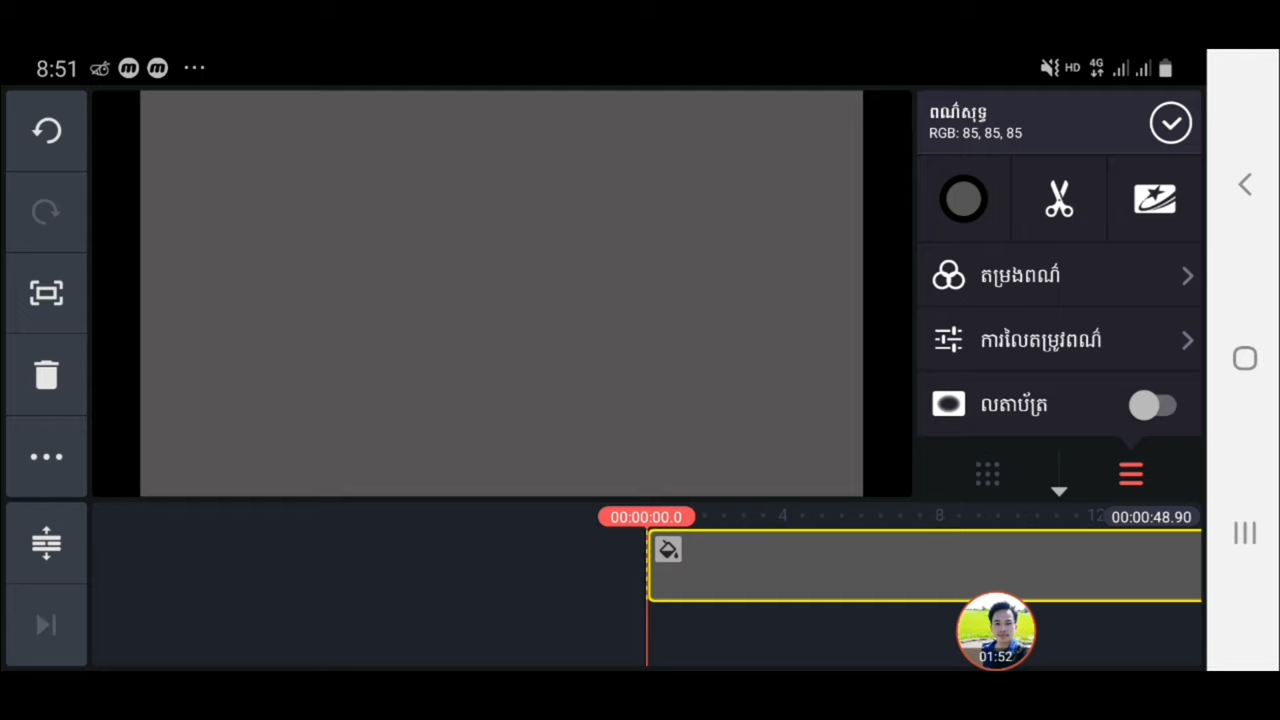 8:51
HD 4G
ពណ៌សុទ្ធ
RGB: 85, 85, 85
តម្រងពណ៌
ការលៃតម្រូវពណ៌
លតាប័ត្រ
00:00:00.0 4 8 12 00:00:48.90
01:52